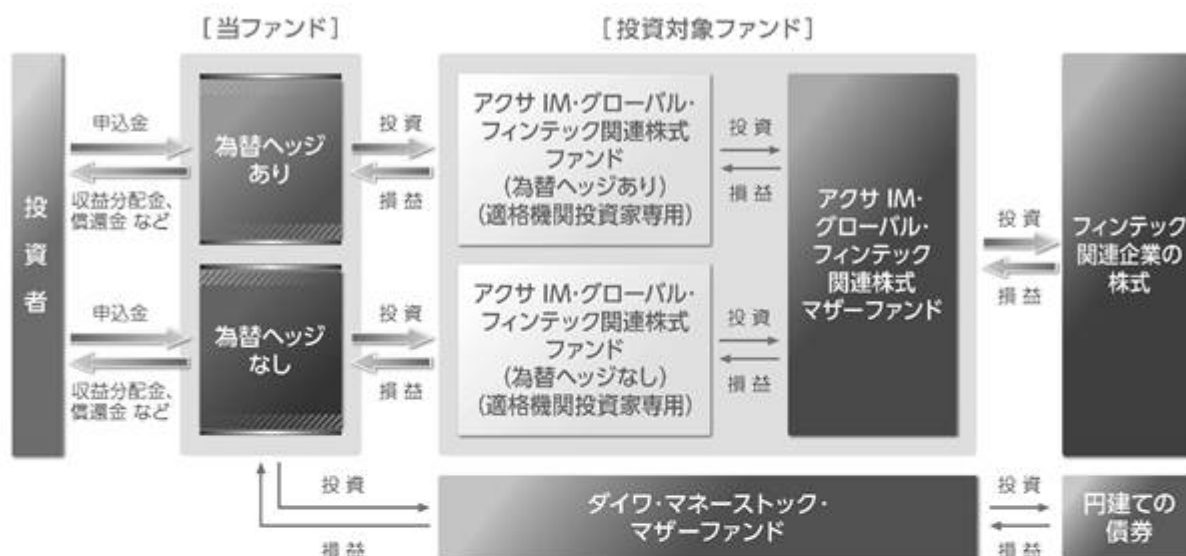 [当ファンド]
[投資対象ファンド]
投資者
申込金
収益分配金、
償還金 など
為替ヘッジ
あり
投 資
損 益
アクサ IM・グローバル・
フィンテック関連株式
ファンド
(為替ヘッジあり)
(適格機関投資家専用)
投 資
損 益
申込金
収益分配金、
償還金 など
為替ヘッジ
なし
投 資
損 益
アクサ IM・グローバル・
フィンテック関連株式
ファンド
(為替ヘッジなし)
(適格機関投資家専用)
投 資
損 益
アクサ IM・
グローバル・
フィンテック
関連株式
マザーファンド
投 資
損 益
フィンテック
関連企業の
株式
投 資
損 益
ダイワ・マネーストック・
マザーファンド
投 資
損 益
円建ての
債券